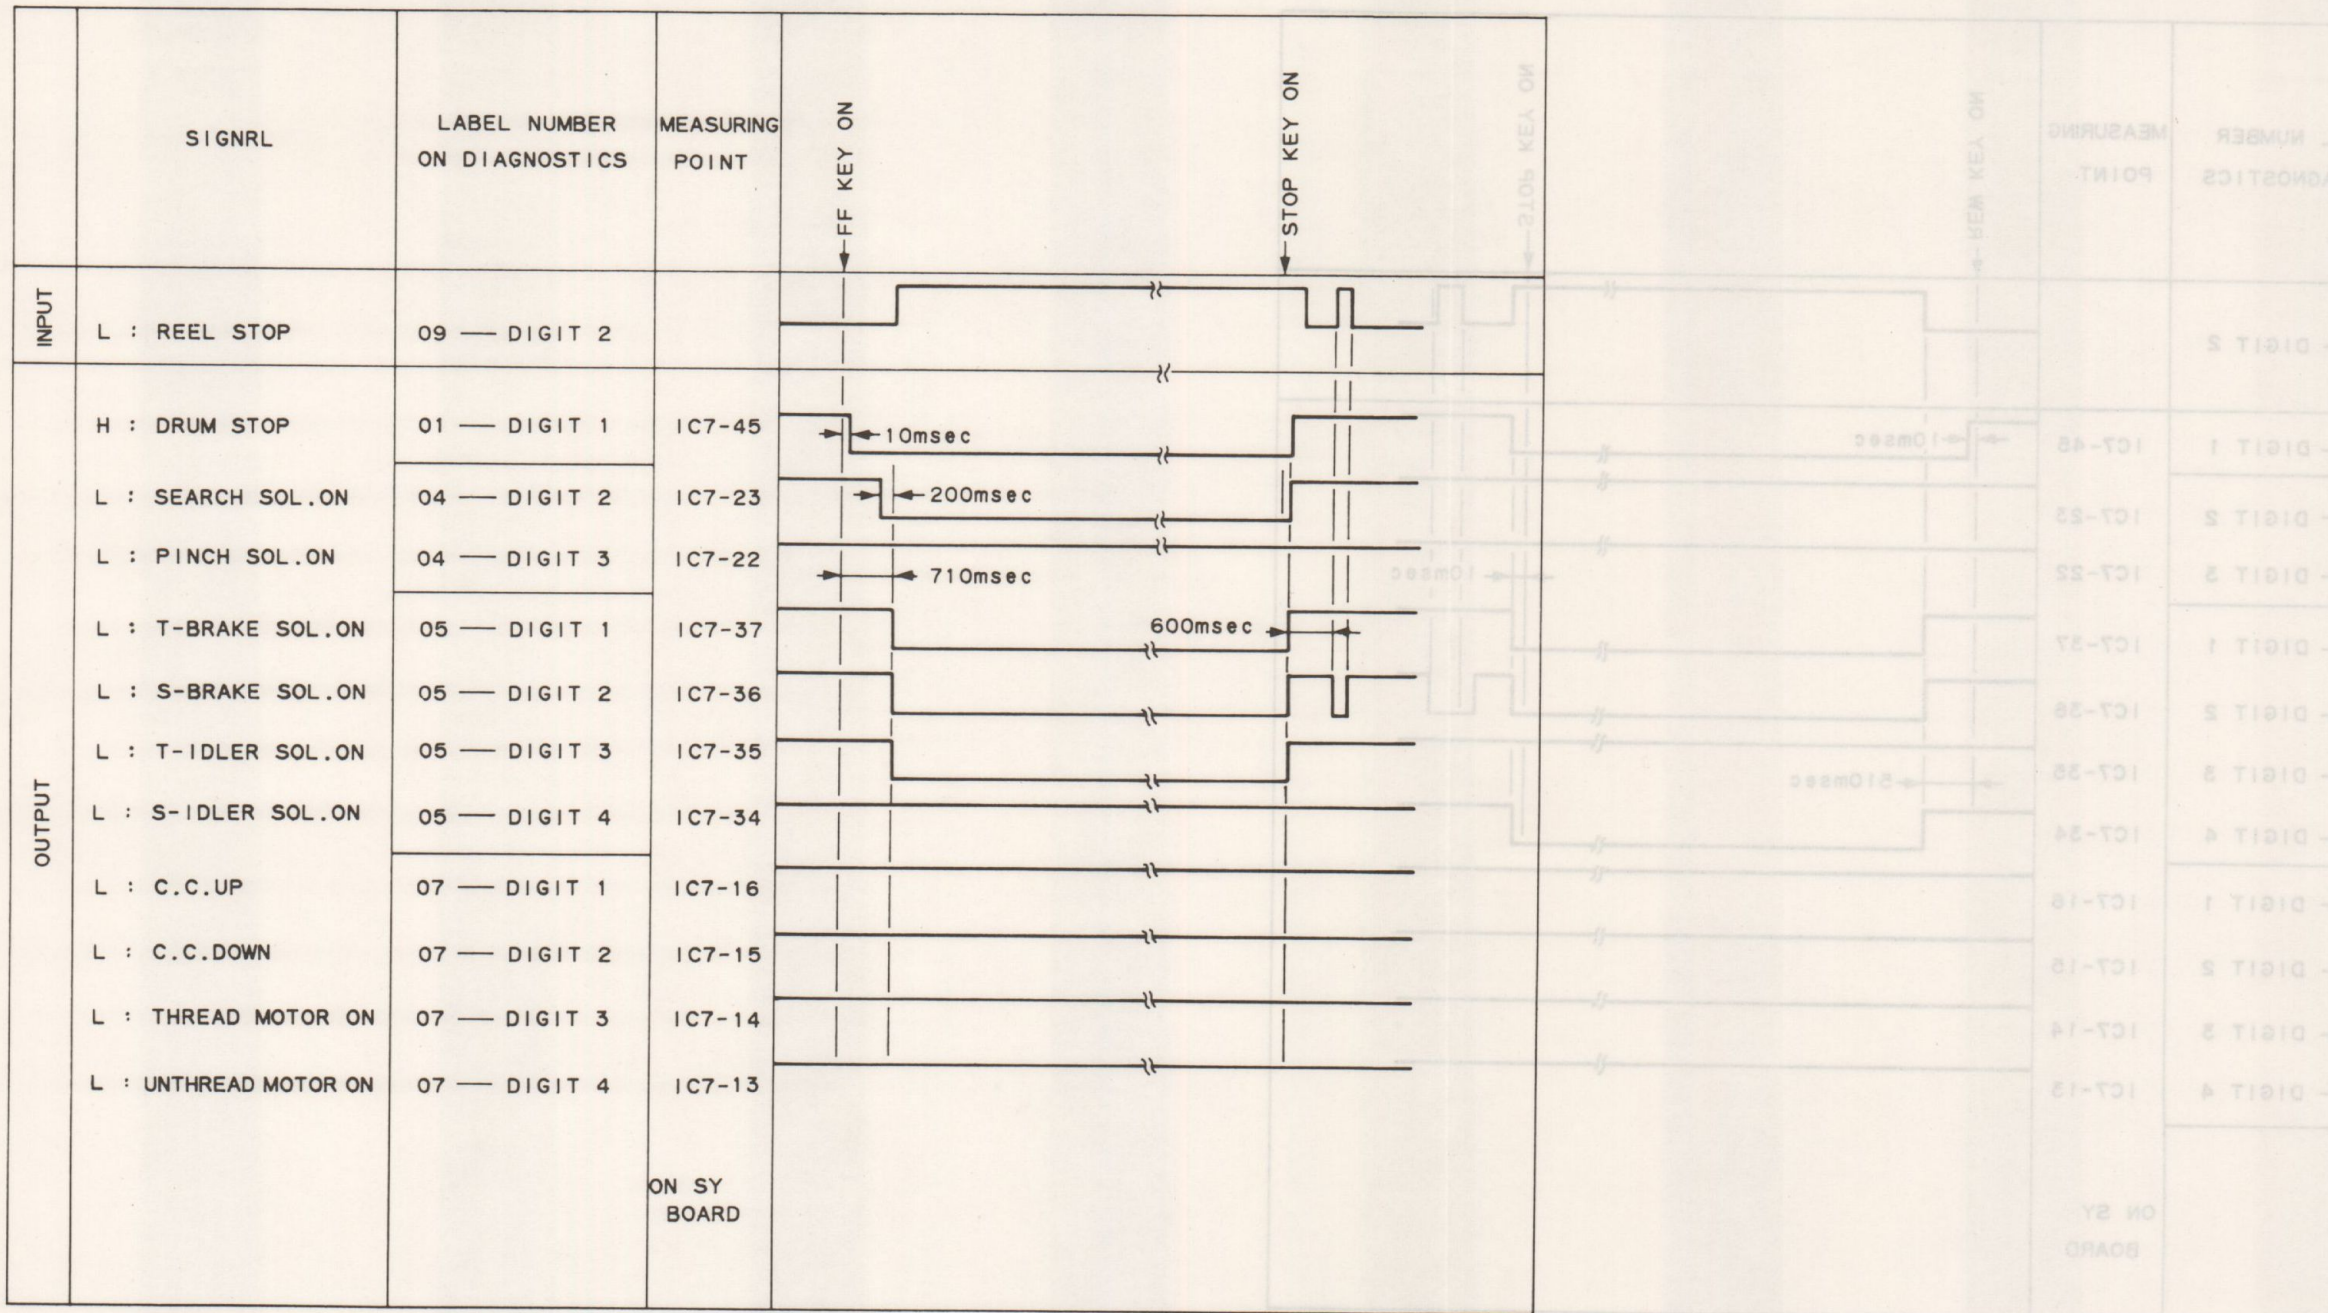 SIGNRL
LABEL NUMBER
ON DIAGNOSTICS
MEASURING
POINT
FF KEY ON
STOP KEY ON
INPUT
L : REEL STOP 09 — DIGIT 2
OUTPUT
H : DRUM STOP 01 — DIGIT 1 IC7-45 10msec
L : SEARCH SOL.ON 04 — DIGIT 2 IC7-23 200msec
L : PINCH SOL.ON 04 — DIGIT 3 IC7-22
710msec
L : T-BRAKE SOL.ON 05 — DIGIT 1 IC7-37 600msec
L : S-BRAKE SOL.ON 05 — DIGIT 2 IC7-36
L : T-IDLER SOL.ON 05 — DIGIT 3 IC7-35
L : S-IDLER SOL.ON 05 — DIGIT 4 IC7-34
L : C.C.UP 07 — DIGIT 1 IC7-16
L : C.C.DOWN 07 — DIGIT 2 IC7-15
L : THREAD MOTOR ON 07 — DIGIT 3 IC7-14
L : UNTHREAD MOTOR ON 07 — DIGIT 4 IC7-13
ON SY
BOARD